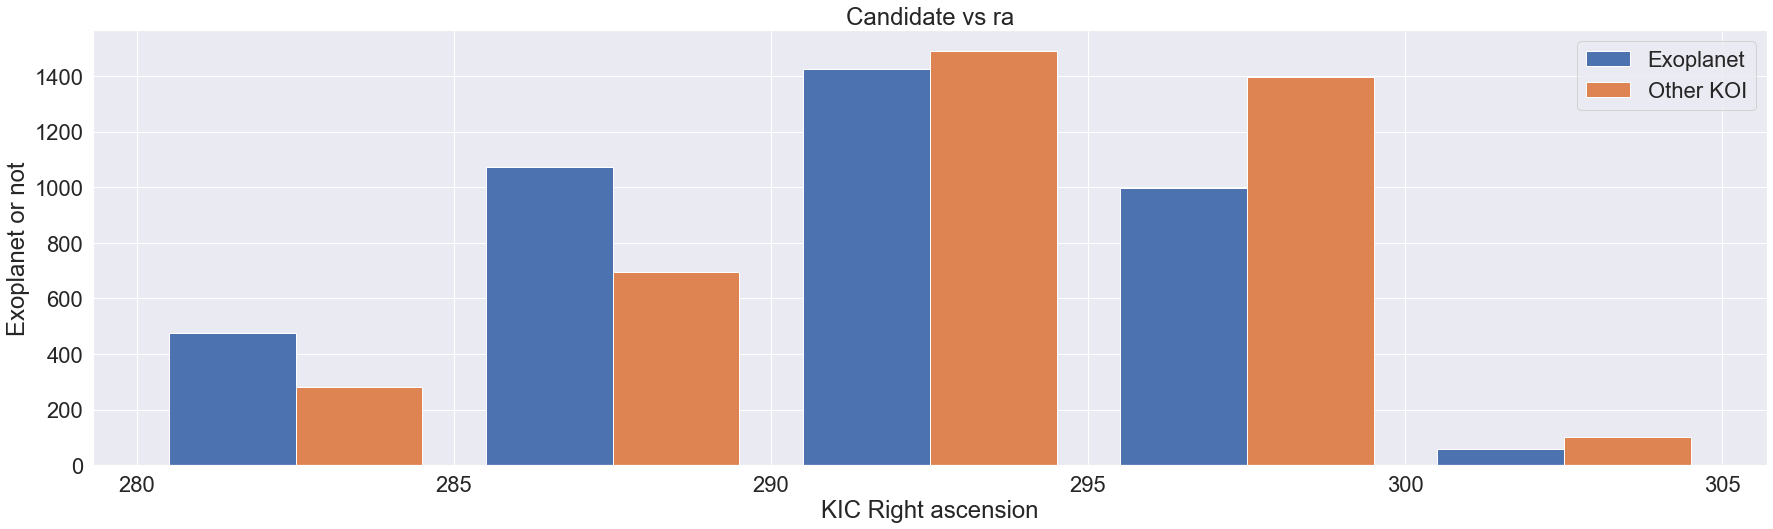 Candidate vs ra
Exoplanet
Other KOI
Exoplanet or not
1400
1200
1000
800
600
400
200
0
280 285 290 295 300 305
KIC Right ascension